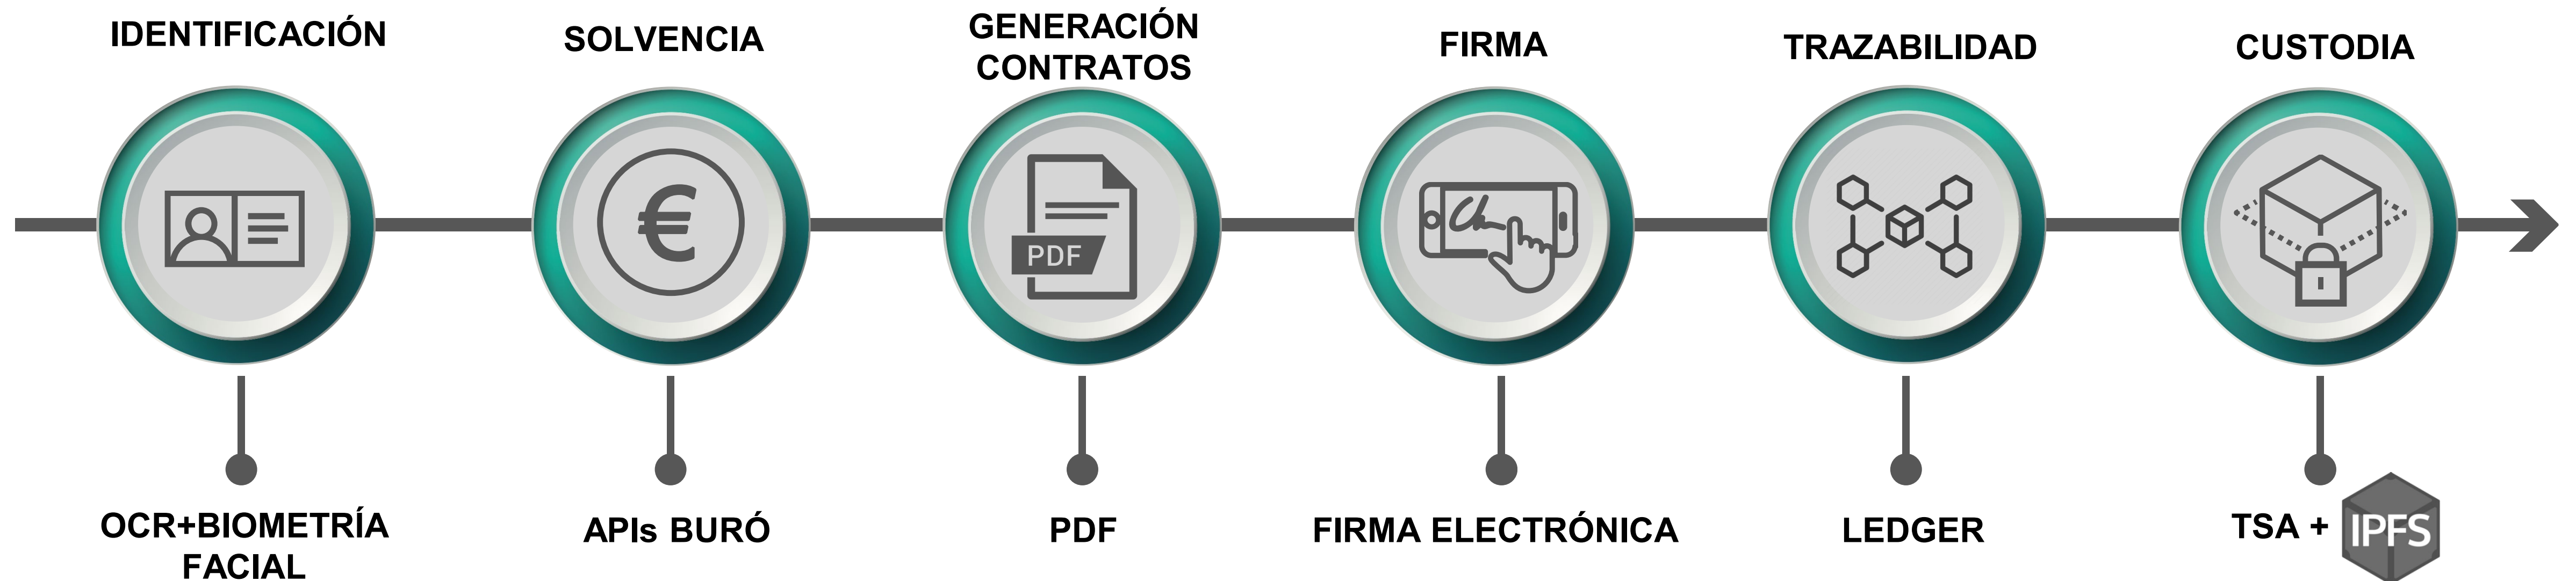 IDENTIFICACIÓN
SOLVENCIA
GENERACIÓN
CONTRATOS
FIRMA
TRAZABILIDAD
CUSTODIA
PDF
OCR+BIOMETRÍA
FACIAL
APIs BURÓ
PDF
FIRMA ELECTRÓNICA
LEDGER
TSA + IPFS